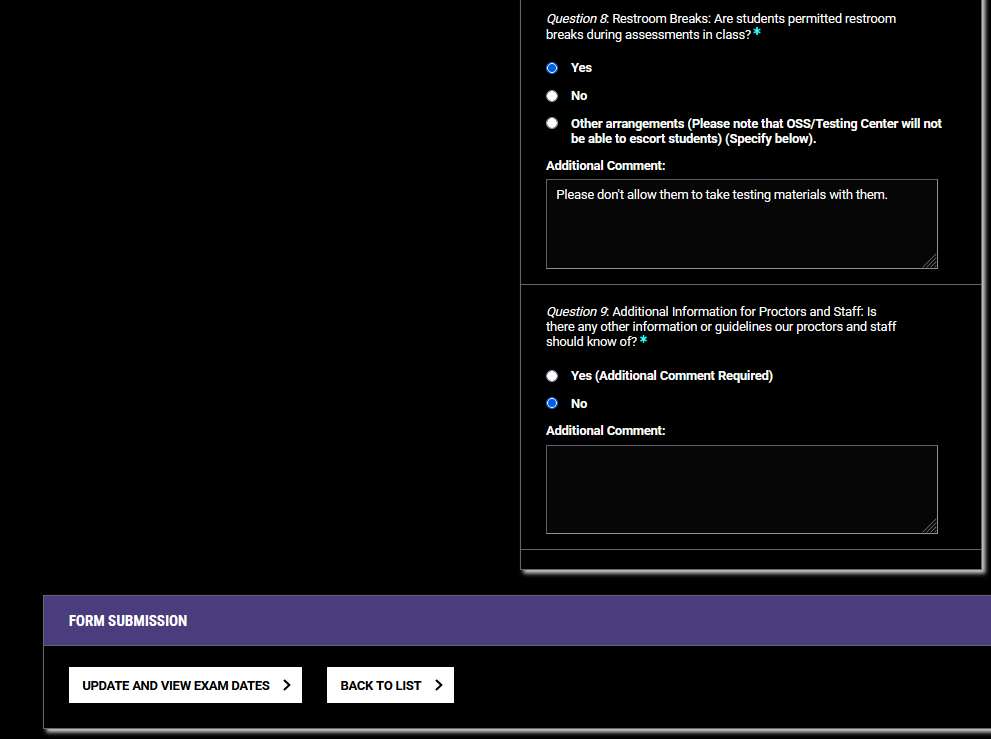 Question 8: Restroom Breaks: Are students permitted restroom
breaks during assessments in class? *
Yes
No
Other arrangements (Please note that OSS/Testing Center will not
be able to escort students) (Specify below).
Additional Comment:
Please don't allow them to take testing materials with them.
Question 9: Additional Information for Proctors and Staff: Is
there any other information or guidelines our proctors and staff
should know of? *
Yes (Additional Comment Required)
No
Additional Comment:
FORM SUBMISSION
UPDATE AND VIEW EXAM DATES
BACK TO LIST